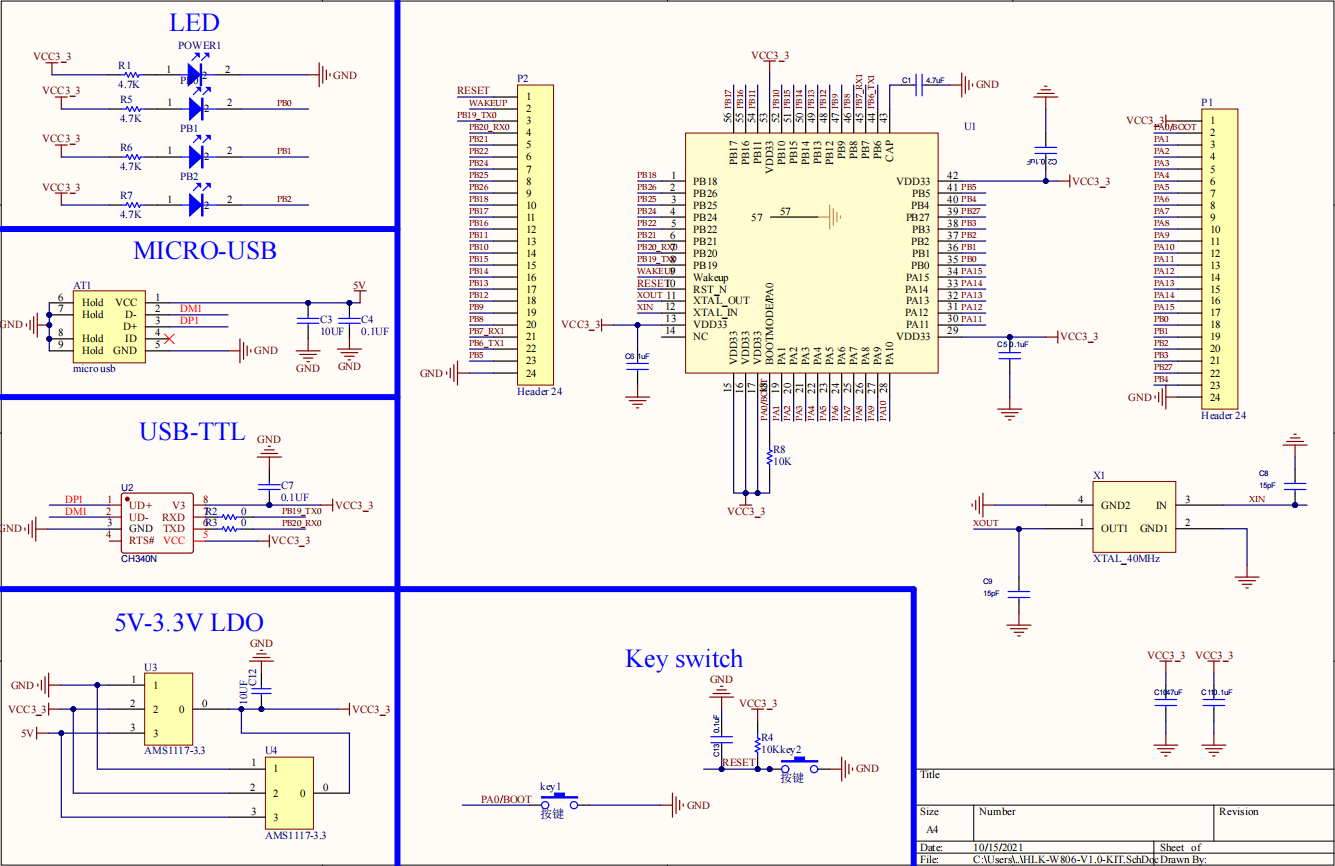 LED
POWER1
VCC3_3
R1
4.7K
1
2
GND
VCC3_3
R5
4.7K
1
2
PB0
PB1
VCC3_3
R6
4.7K
1
2
PB1
PB2
VCC3_3
R7
4.7K
1
2
PB2
MICRO-USB
AT1
6 Hold VCC 1
7 Hold D- 2 DM1
D+ 3 DP1
8 Hold ID 4
9 Hold GND 5
micro usb
GND
GND
5V
C3
10UF
C4
0.1UF
GND
GND
USB-TTL
GND
C7
0.1UF
U2
DP1 1 UD+ V3 8 VCC3_3
DM1 2 UD- RXD 7 R2 0 PB19_TX0
GND 3 GND TXD 6 R3 0 PB20_RX0
4 RTS# VCC 5 VCC3_3
CH340N
5V-3.3V LDO
GND
C12
10UF
U3
GND 1 1
VCC3_3 2 2 0 0 VCC3_3
5V 3 3
AMS1117-3.3
U4
1 1
2 2 0 0
3 3
AMS1117-3.3
P2
RESET 1
WAKEUP 2
PB19_TX0 3
PB20_RX0 4
PB21 5
PB22 6
PB24 7
PB25 8
PB26 9
PB18 10
PB17 11
PB16 12
PB11 13
PB10 14
PB15 15
PB14 16
PB13 17
PB12 18
PB9 19
PB8 20
PB7_RX1 21
PB6_TX1 22
PB5 23
GND 24
Header 24
VCC3_3
C1 4.7uF
GND
U1
PB17 56 PB17
PB16 55 PB16
PB11 54 PB11
53 VDD33
PB10 52 PB10
PB15 51 PB15
PB14 50 PB14
PB13 49 PB13
PB12 48 PB12
PB9 47 PB9
PB8 46 PB8
PB7_RX1 45 PB7
PB6_TX1 44 PB6
43 CAP
PB18 1 PB18
PB26 2 PB26
PB25 3 PB25
PB24 4 PB24
PB22 5 PB22
PB21 6 PB21
PB20_RX0 7 PB20
PB19_TX0 8 PB19
WAKEUP 9 Wakeup
RESET 10 RST_N
XOUT 11 XTAL_OUT
XIN 12 XTAL_IN
VCC3_3 13 VDD33
14 NC
57 57
VDD33 42 VCC3_3
PB5 41 PB5
PB4 40 PB4
PB27 39 PB27
PB3 38 PB3
PB2 37 PB2
PB1 36 PB1
PB0 35 PB0
PA15 34 PA15
PA14 33 PA14
PA13 32 PA13
PA12 31 PA12
PA11 30 PA11
VDD33 29 VCC3_3
C2 0.1uF
C5 0.1uF
VDD33 15
VDD33 16
VDD33 17
BOOTMODE/PA0 18 PA0/BOOT
PA1 19 PA1
PA2 20 PA2
PA3 21 PA3
PA4 22 PA4
PA5 23 PA5
PA6 24 PA6
PA7 25 PA7
PA8 26 PA8
PA9 27 PA9
PA10 28 PA10
R8
10K
VCC3_3
P1
VCC3_3 1
PA0/BOOT 2
PA1 3
PA2 4
PA3 5
PA4 6
PA5 7
PA6 8
PA7 9
PA8 10
PA9 11
PA10 12
PA11 13
PA12 14
PA13 15
PA14 16
PA15 17
PB0 18
PB1 19
PB2 20
PB3 21
PB27 22
PB4 23
GND 24
Header 24
X1
4 GND2 IN 3 XIN
XOUT 1 OUT1 GND1 2
XTAL_40MHz
C8
15pF
C9
15pF
VCC3_3
VCC3_3
Key switch
GND
C13 0.1uF
VCC3_3
R4
10K
key2
RESET
按键
GND
key1
PA0/BOOT
按键
GND
Title
Size
A4
Number
Revision
Date: 10/15/2021 Sheet of
File: C:\Users\..\HLK-W806-V1.0-KIT.SchDoc Drawn By: